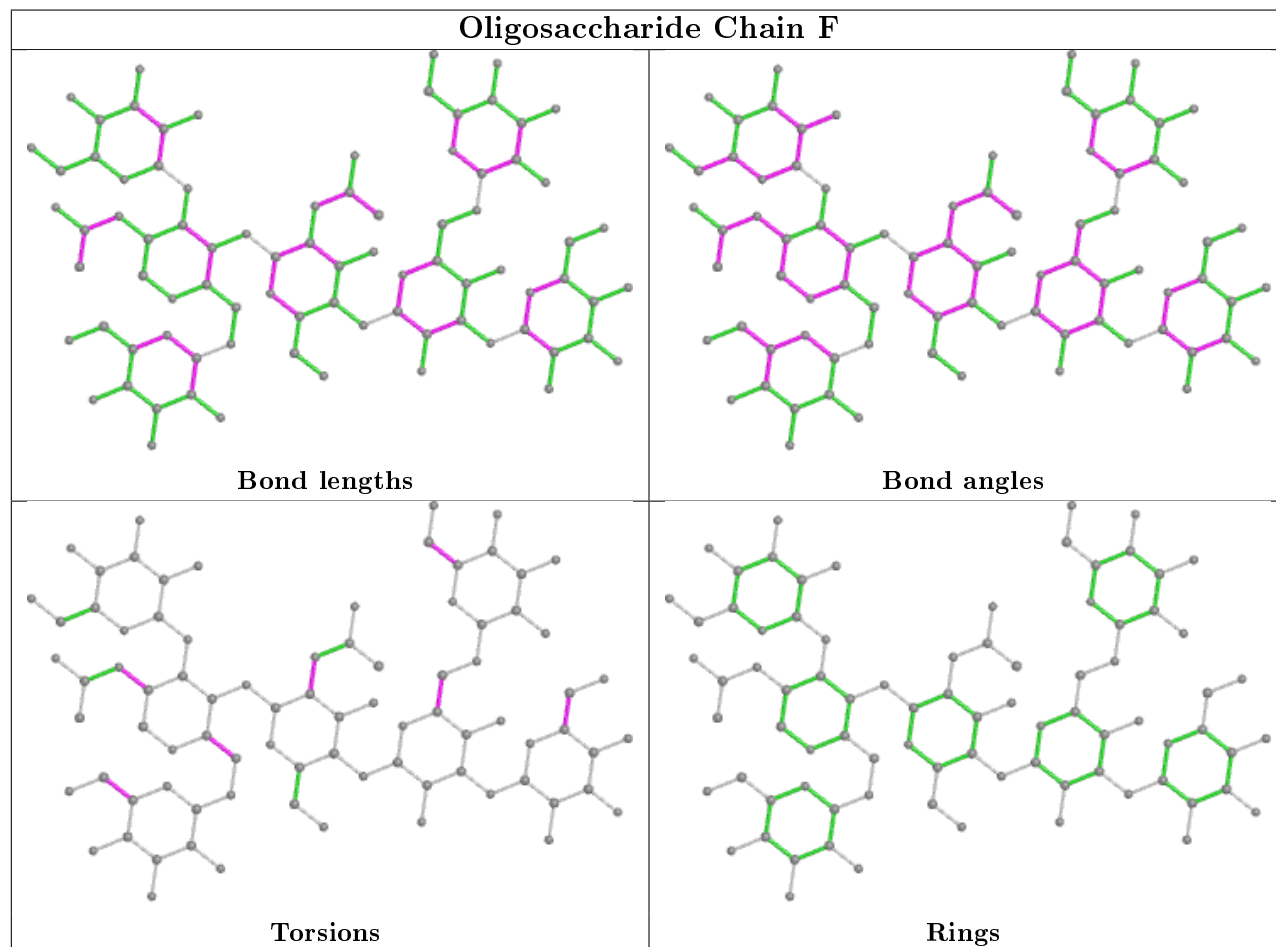 Oligosaccharide Chain F
Bond lengths
Bond angles
Torsions
Rings